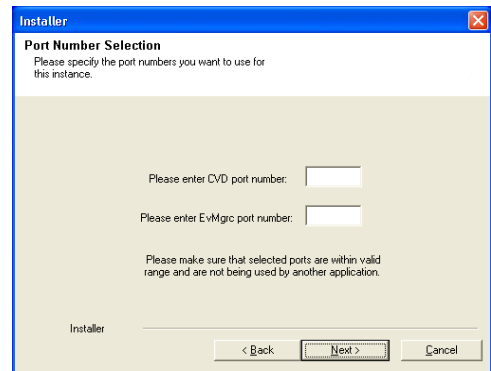 Installer
Port Number Selection
Please specify the port numbers you want to use for
this instance.
Please enter CVD port number:
Please enter EvMgrc port number:
Please make sure that selected ports are within valid
range and are not being used by another application.
Installer
< Back
Next >
Cancel